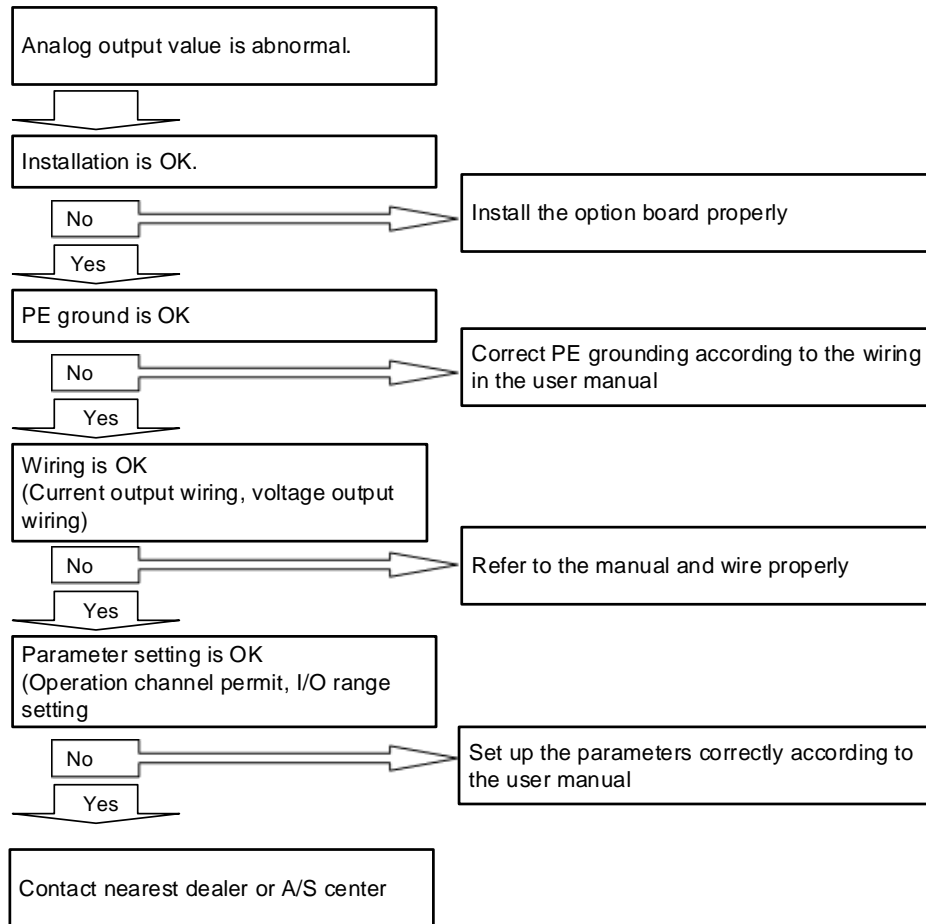 Analog output value is abnormal.
Installation is OK.
No
Install the option board properly
Yes
PE ground is OK
No
Correct PE grounding according to the wiring
in the user manual
Yes
Wiring is OK
(Current output wiring, voltage output
wiring)
No
Refer to the manual and wire properly
Yes
Parameter setting is OK
(Operation channel permit, I/O range
setting
No
Set up the parameters correctly according to
the user manual
Yes
Contact nearest dealer or A/S center